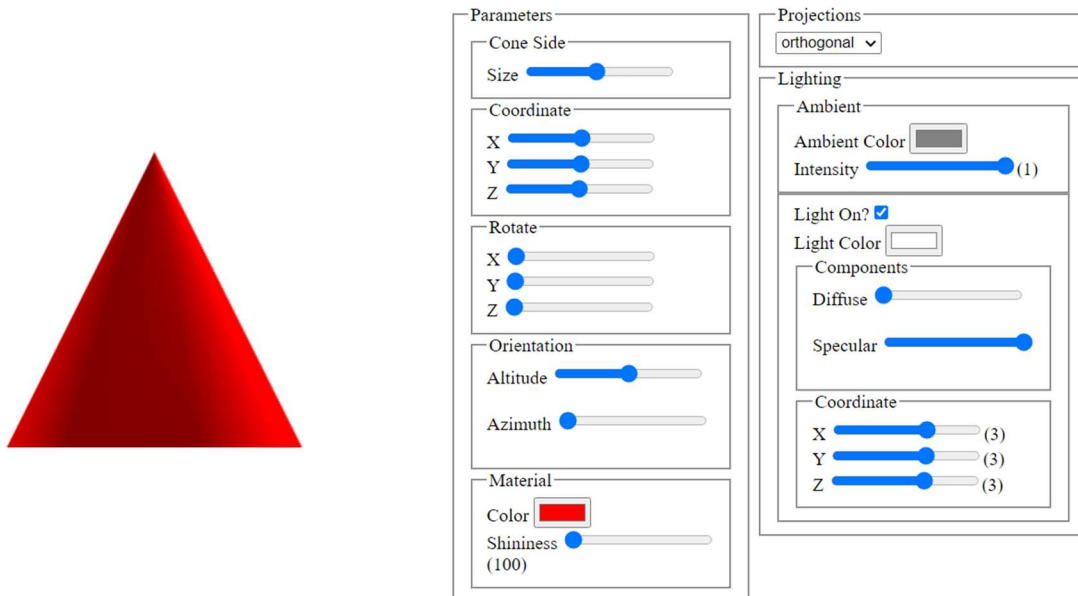 Parameters
Cone Side
Size
Coordinate
X
Y
Z
Rotate
X
Y
Z
Orientation
Altitude
Azimuth
Material
Color
Shininess
(100)
Projections
orthogonal
Lighting
Ambient
Ambient Color
Intensity (1)
Light On?
Light Color
Components
Diffuse
Specular
Coordinate
X (3)
Y (3)
Z (3)